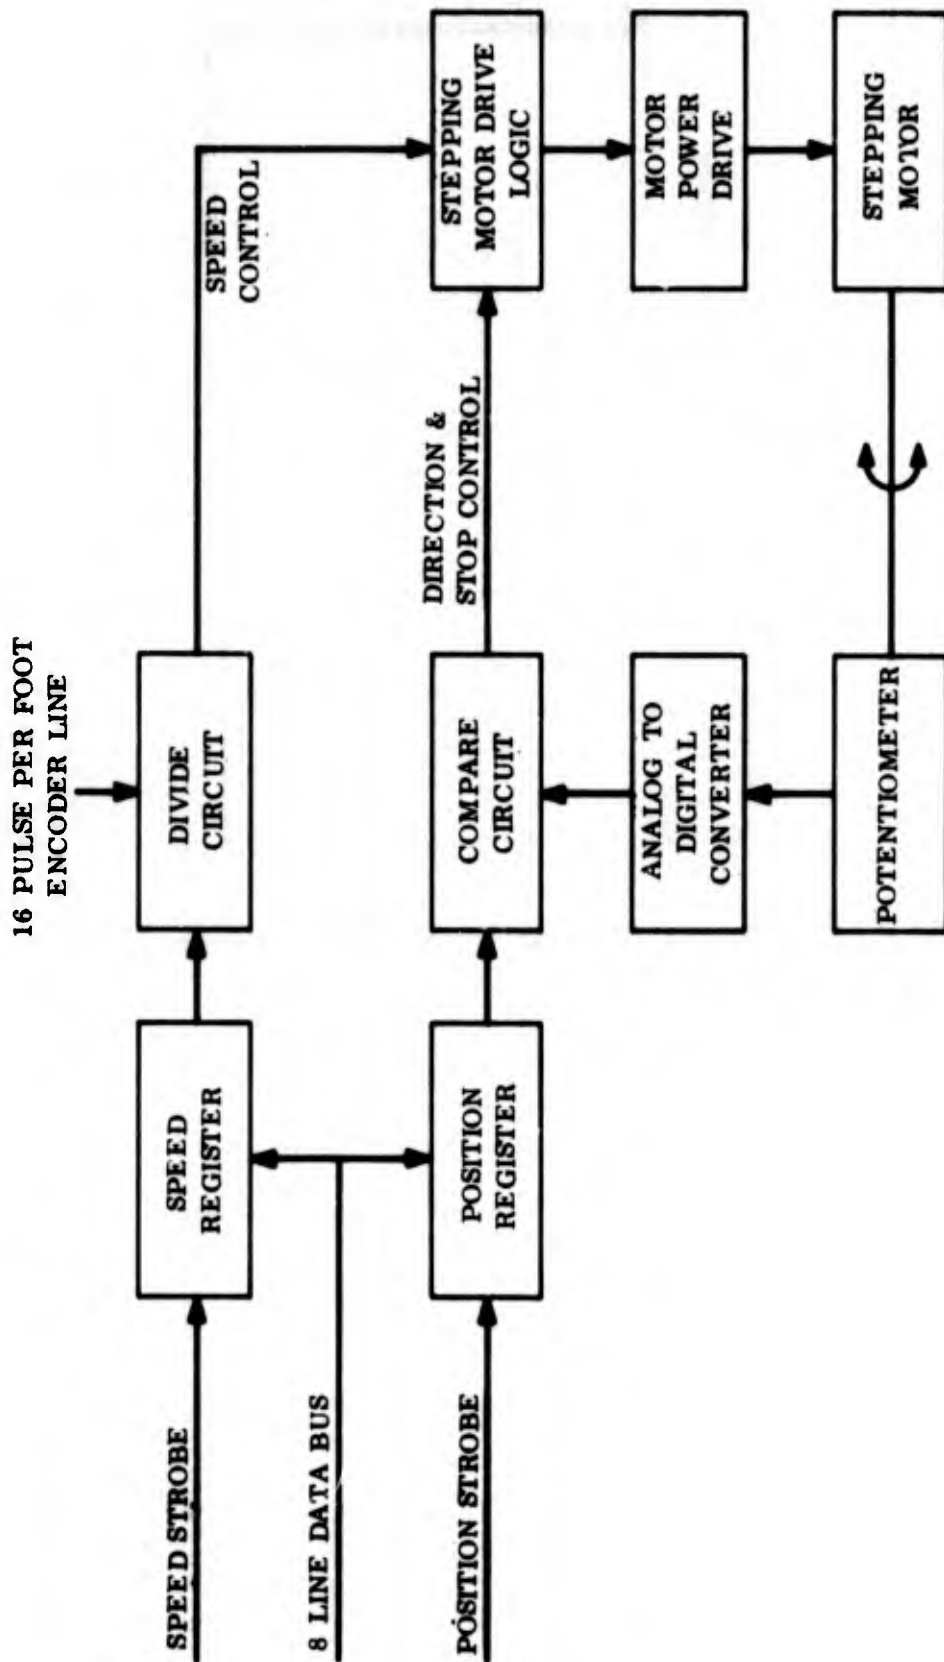 16 PULSE PER FOOT
ENCODER LINE
SPEED STROBE
SPEED
REGISTER
DIVIDE
CIRCUIT
SPEED
CONTROL
8 LINE DATA BUS
POSITION STROBE
POSITION
REGISTER
COMPARE
CIRCUIT
DIRECTION &
STOP CONTROL
STEPPING
MOTOR DRIVE
LOGIC
ANALOG TO
DIGITAL
CONVERTER
MOTOR
POWER
DRIVE
POTENTIOMETER
STEPPING
MOTOR